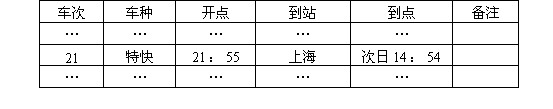 车次 车种 开点 到站 到点 备注
… … … … …
21 特快 21：55 上海 次日14：54
… … … … …